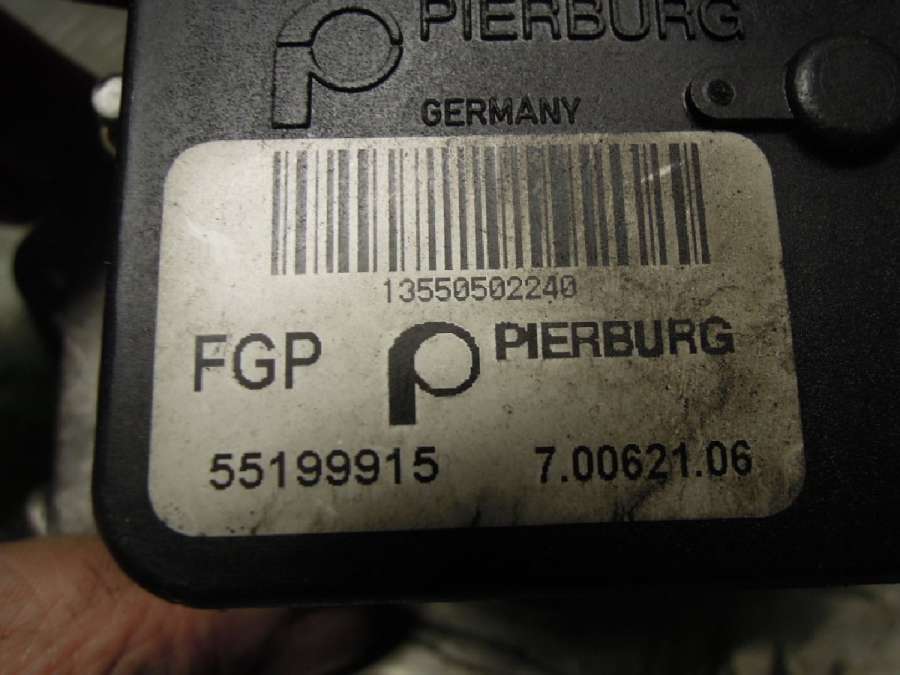 PIERBURG
GERMANY
13550502240
FGP PIERBURG
55199915 7.00621.06